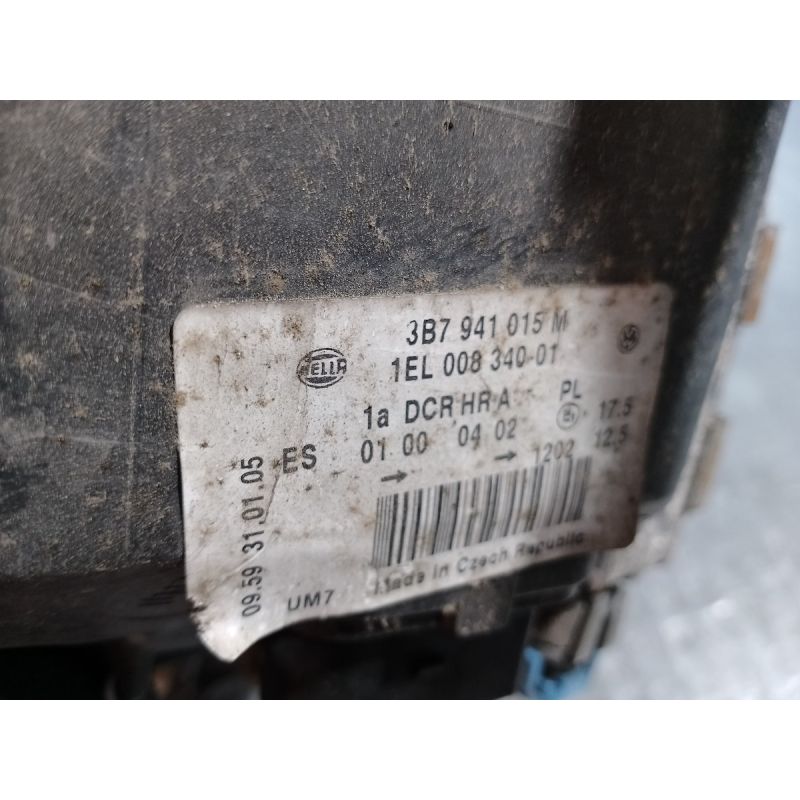 3B7 941 015 M
HELLA
1EL 008 340-01
1a DCR HR A PL 17.5
ES 01 00 04 02 1202 12.5
→ →
Made in Czech Republic
UM7
09.59 31.01.05